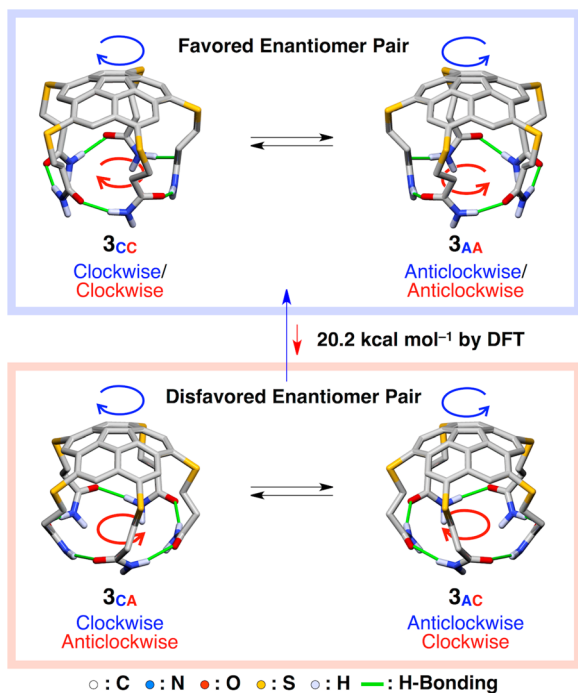 Favored Enantiomer Pair
3CC
Clockwise/
Clockwise
3AA
Anticlockwise/
Anticlockwise
20.2 kcal mol⁻¹ by DFT
Disfavored Enantiomer Pair
3CA
Clockwise
Anticlockwise
3AC
Anticlockwise
Clockwise
: C : N : O : S : H : H-Bonding